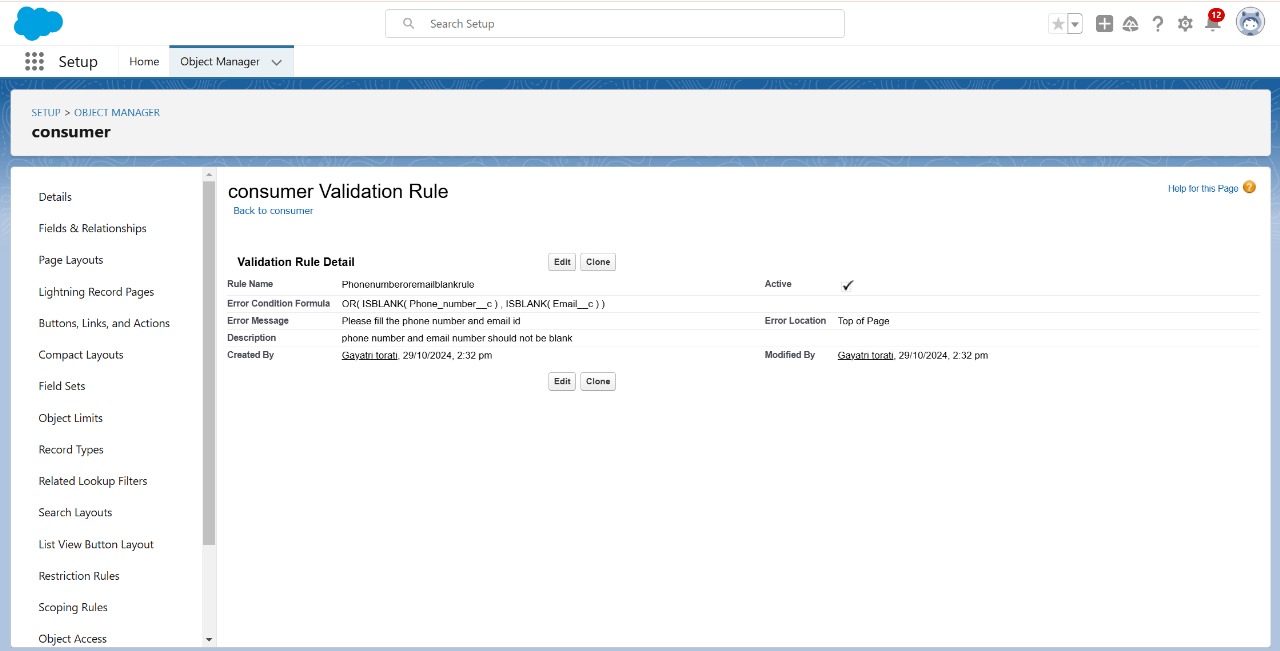 Search Setup
12
Setup
Home
Object Manager
SETUP > OBJECT MANAGER
consumer
Details
Fields & Relationships
Page Layouts
Lightning Record Pages
Buttons, Links, and Actions
Compact Layouts
Field Sets
Object Limits
Record Types
Related Lookup Filters
Search Layouts
List View Button Layout
Restriction Rules
Scoping Rules
Object Access
consumer Validation Rule
Help for this Page ?
Back to consumer
Validation Rule Detail
Edit Clone
Rule Name Phonenumberoremailblankrule Active ✓
Error Condition Formula OR( ISBLANK( Phone_number__c ) , ISBLANK( Email__c ) )
Error Message Please fill the phone number and email id Error Location Top of Page
Description phone number and email number should not be blank
Created By Gayatri torati, 29/10/2024, 2:32 pm Modified By Gayatri torati, 29/10/2024, 2:32 pm
Edit Clone